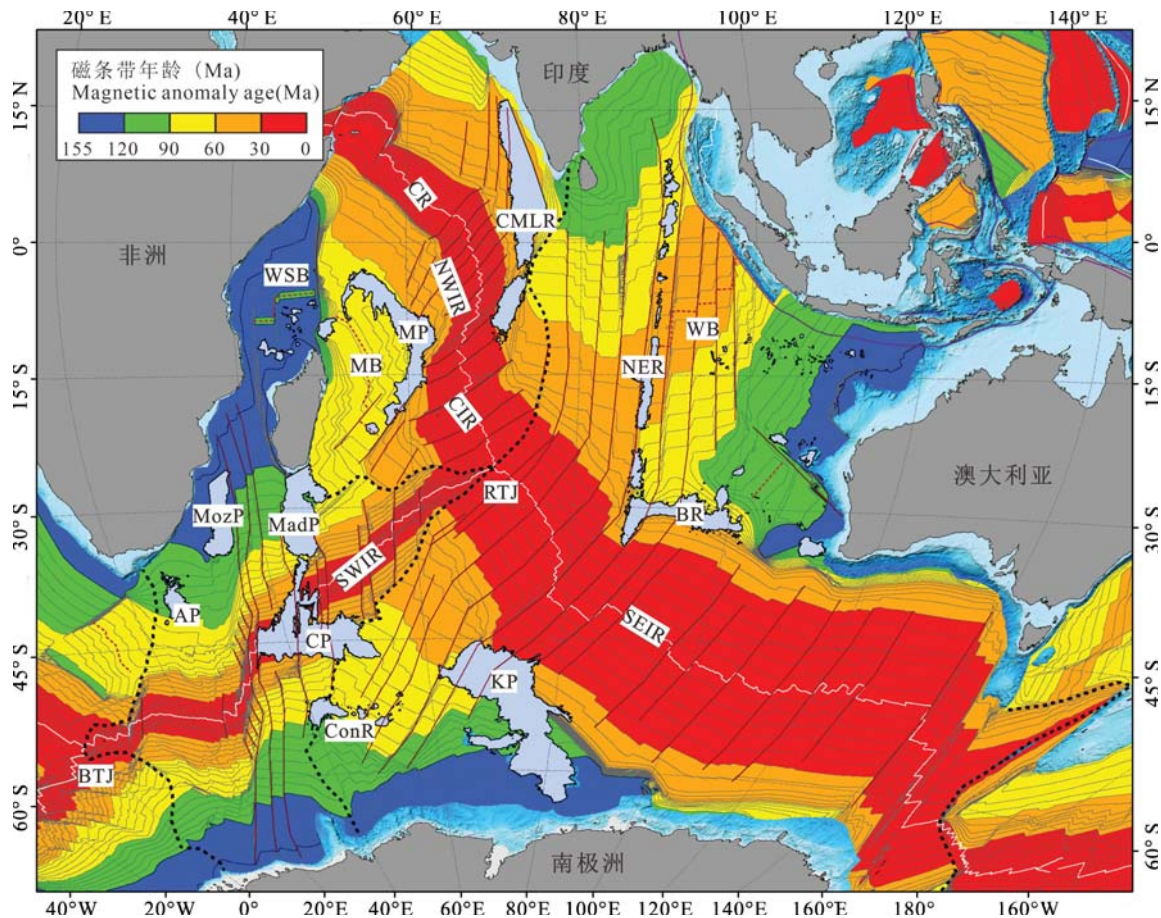 20° E 40° E 60° E 80° E 100° E 120° E 140° E
磁条带年龄 (Ma)
Magnetic anomaly age(Ma)
155 120 90 60 30 0
印度
15° N
15° N
CR
CMLR
0°
0°
非洲
WSB
NWIR
MP
WB
MB
NER
15° S
15° S
CIR
澳大利亚
RTJ
MozP
MadP
BR
30° S
30° S
SWIR
AP
CP
SEIR
45° S
45° S
KP
ConR
BTJ
60° S
60° S
南极洲
40° W 20° W 0° 20° E 40° E 60° E 80° E 100° E 120° E 140° E 180° 160° W